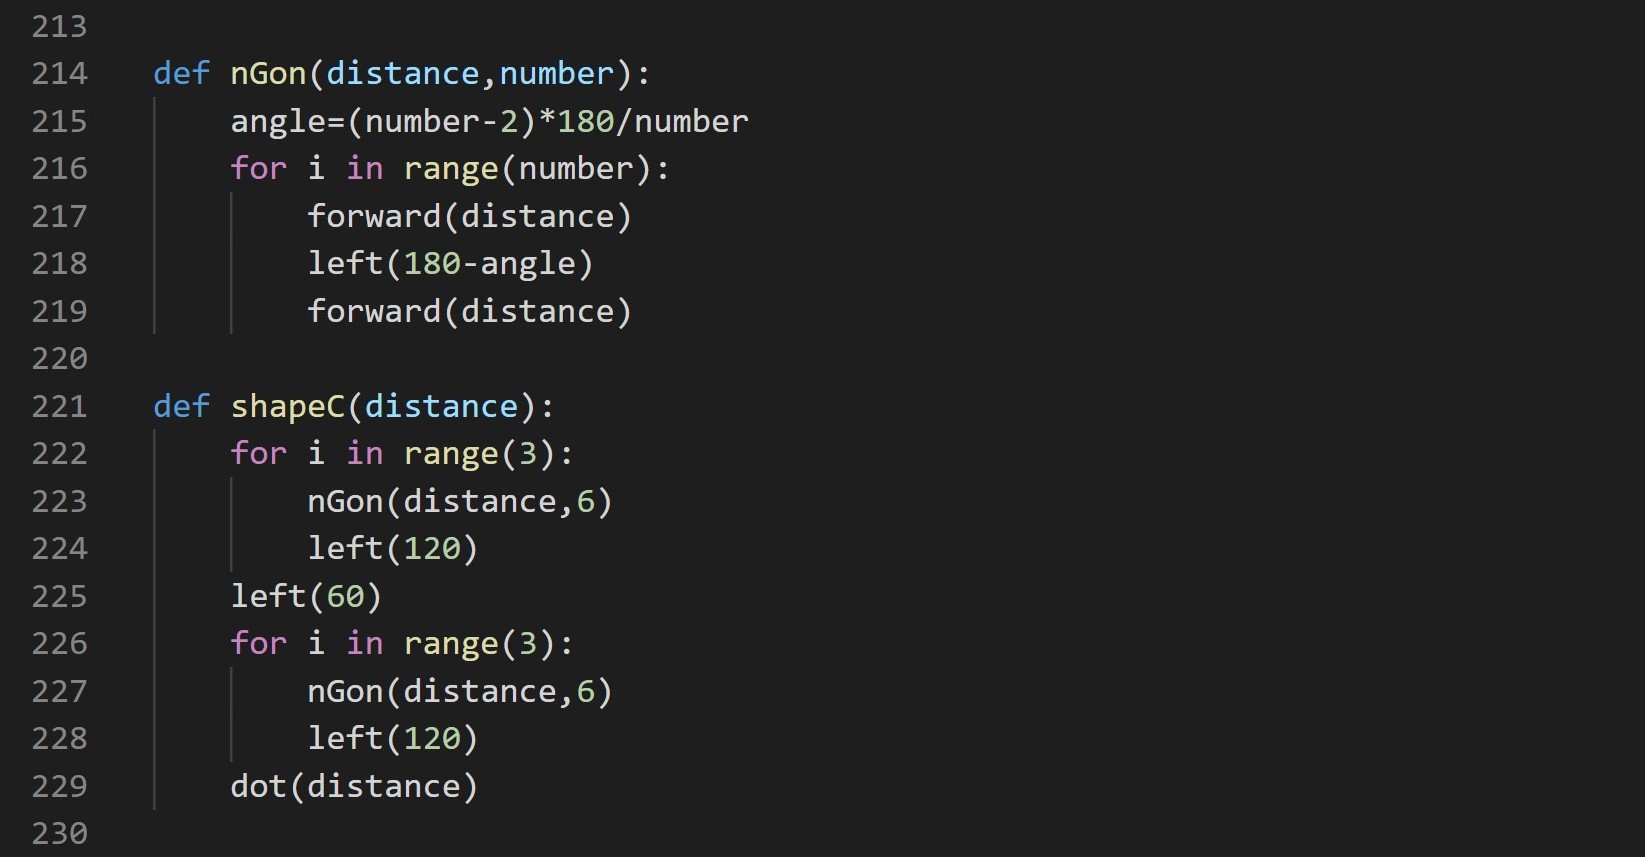 213
214 def nGon(distance,number):
215     angle=(number-2)*180/number
216     for i in range(number):
217         forward(distance)
218         left(180-angle)
219         forward(distance)
220
221 def shapeC(distance):
222     for i in range(3):
223         nGon(distance,6)
224         left(120)
225     left(60)
226     for i in range(3):
227         nGon(distance,6)
228         left(120)
229     dot(distance)
230